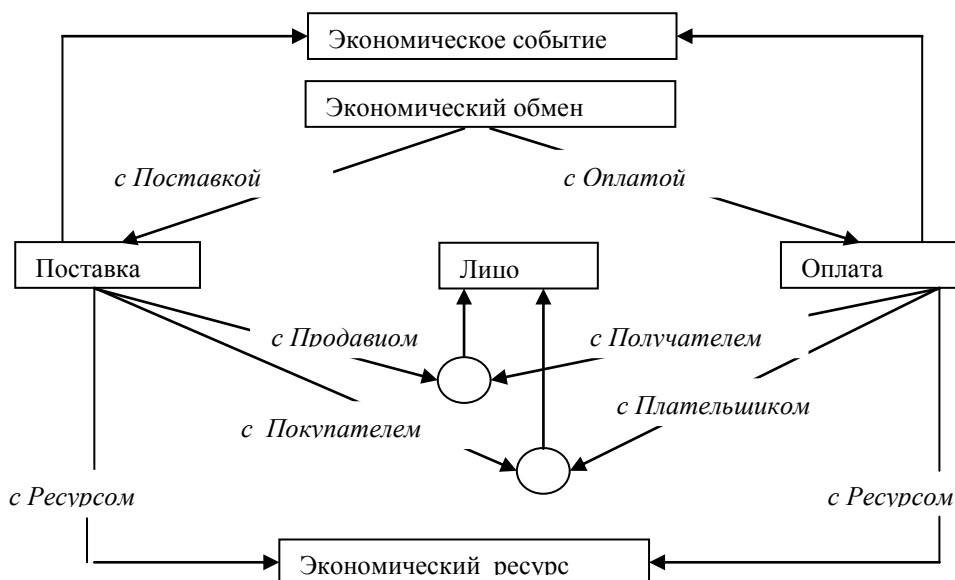 Экономическое событие
Экономический обмен
с Поставкой
с Оплатой
Поставка
Лицо
Оплата
с Продавцом
с Получателем
с Плательщиком
с Покупателем
с Ресурсом
с Ресурсом
Экономический ресурс